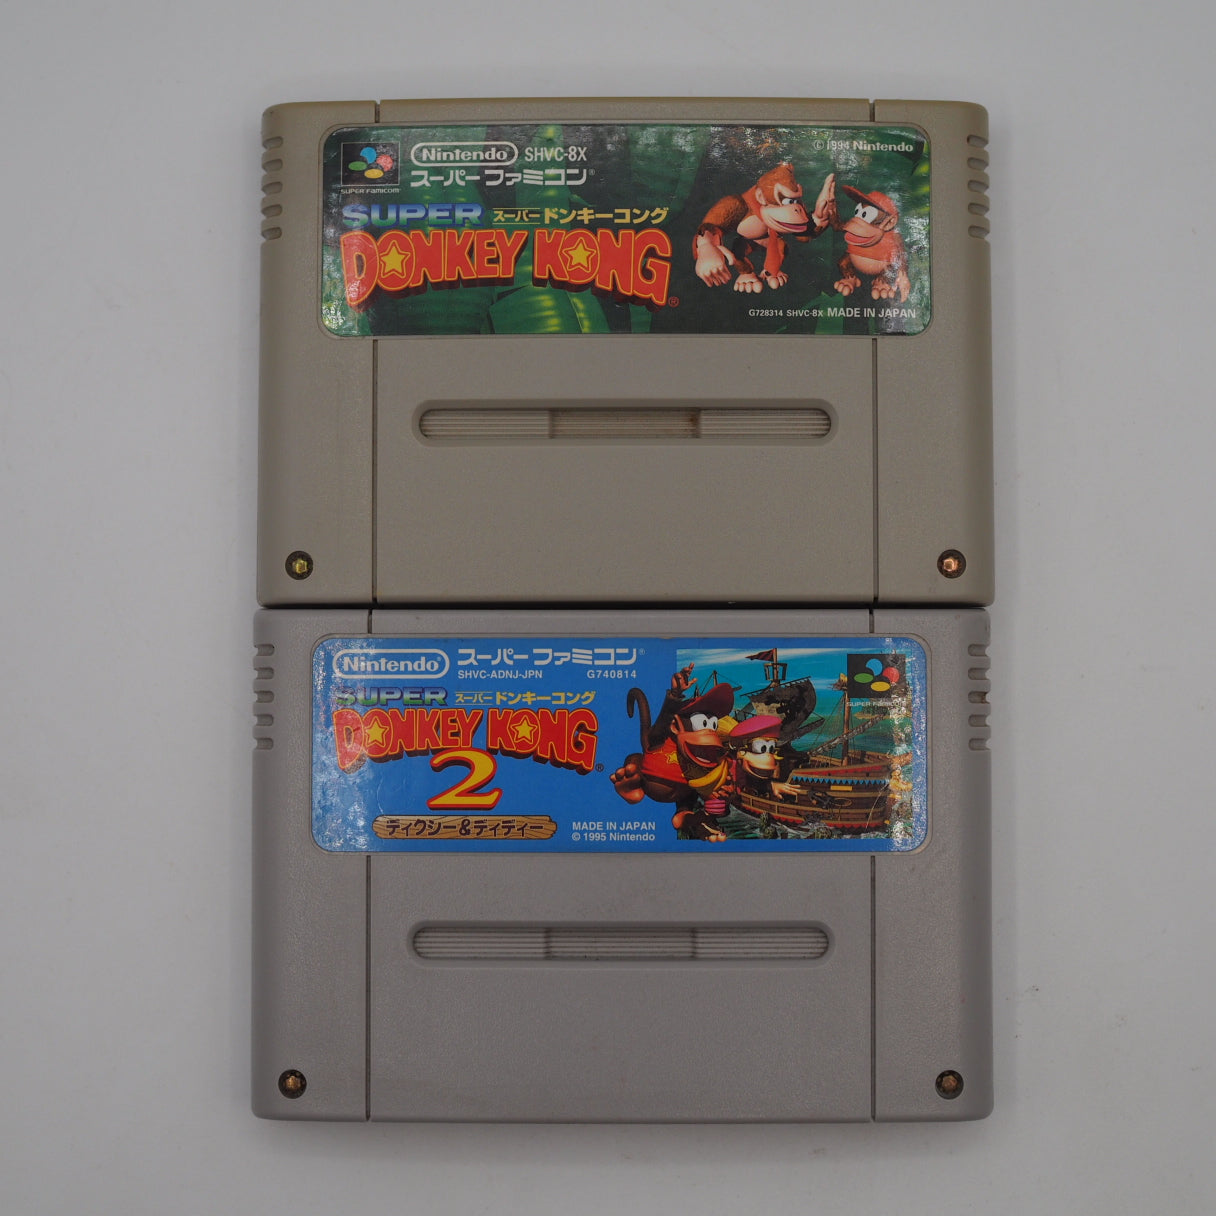 Nintendo SHVC-8X
© 1994 Nintendo
スーパーファミコン®
SUPER FAMICOM
SUPER スーパードンキーコング
DONKEY KONG®
G728314 SHVC-8X MADE IN JAPAN
Nintendo® スーパーファミコン®
SHVC-ADNJ-JPN G740814
SUPER スーパードンキーコング
SUPER FAMICOM
DONKEY KONG®
2
ディクシー&ディディー
MADE IN JAPAN
© 1995 Nintendo